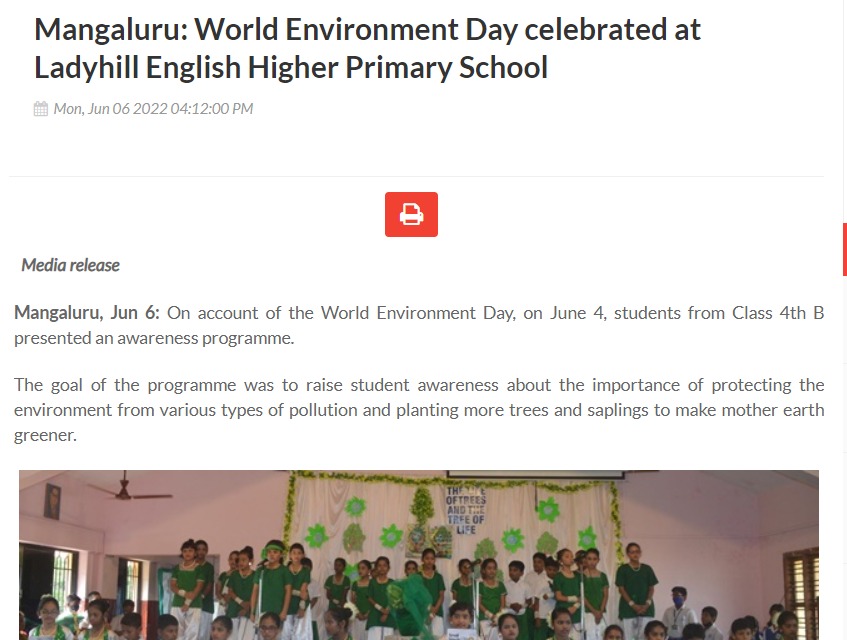 Mangaluru: World Environment Day celebrated at
Ladyhill English Higher Primary School
Mon, Jun 06 2022 04:12:00 PM
Media release
Mangaluru, Jun 6: On account of the World Environment Day, on June 4, students from Class 4th B
presented an awareness programme.
The goal of the programme was to raise student awareness about the importance of protecting the
environment from various types of pollution and planting more trees and saplings to make mother earth
greener.
THE LIFE
OF TREES
AND THE
TREE OF
LIFE